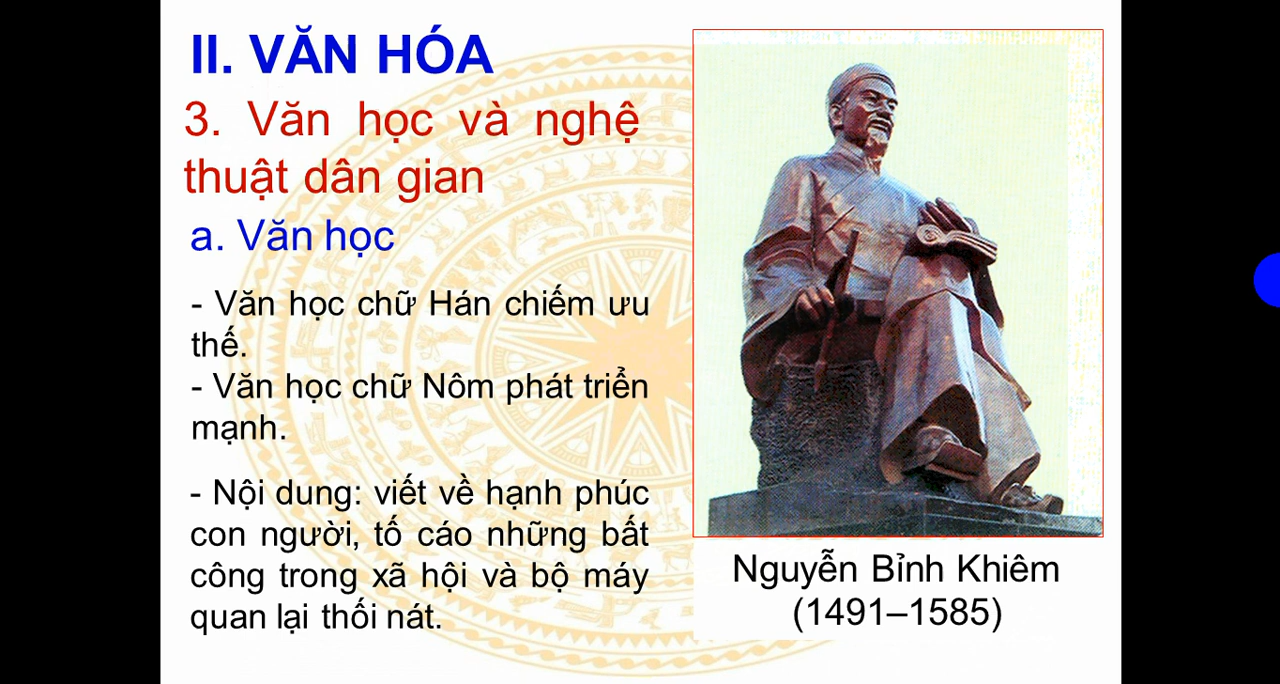 II. VĂN HÓA
3. Văn học và nghệ
thuật dân gian
a. Văn học
- Văn học chữ Hán chiếm ưu
thế.
- Văn học chữ Nôm phát triển
mạnh.
- Nội dung: viết về hạnh phúc
con người, tố cáo những bất
công trong xã hội và bộ máy
quan lại thối nát.
Nguyễn Bỉnh Khiêm
(1491–1585)